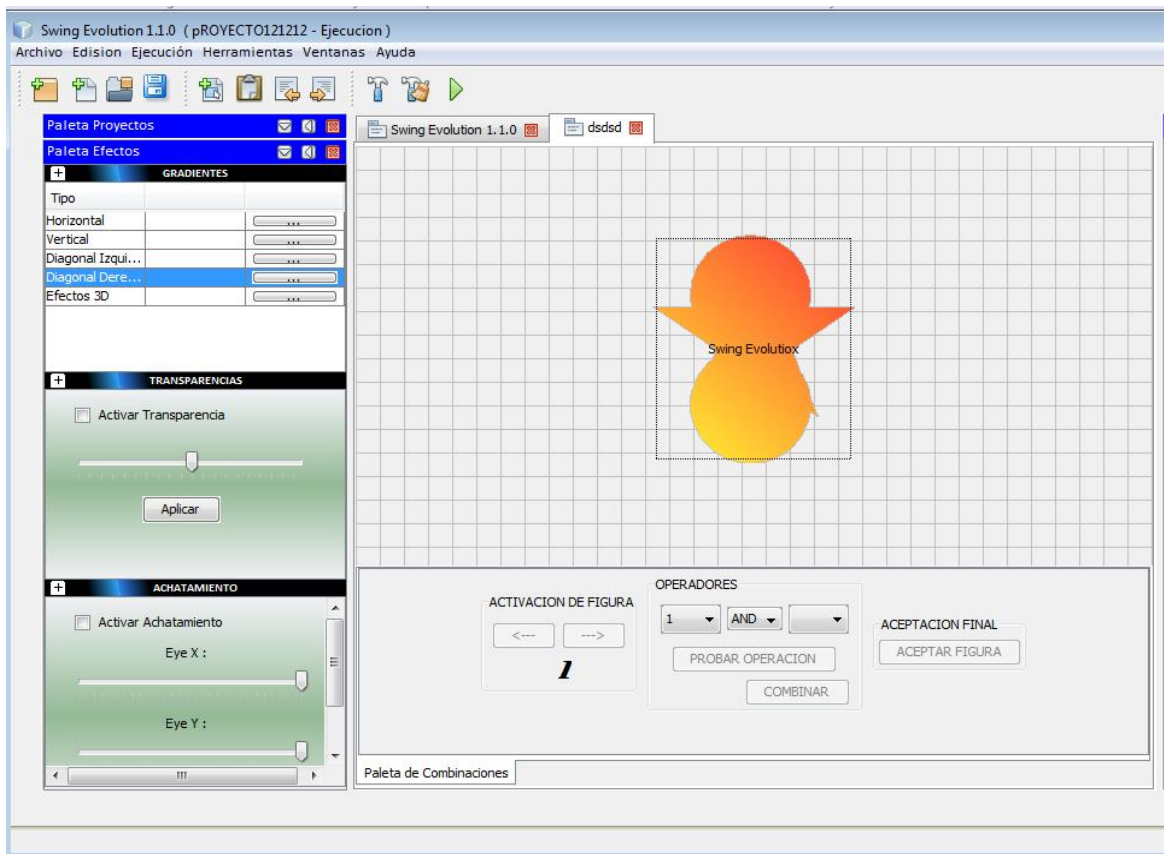 Swing Evolution 1.1.0 ( pROYECTO121212 - Ejecucion )
Archivo Edision Ejecución Herramientas Ventanas Ayuda
Paleta Proyectos
Paleta Efectos
GRADIENTES
Tipo
Horizontal ...
Vertical ...
Diagonal Izqui... ...
Diagonal Dere... ...
Efectos 3D ...
TRANSPARENCIAS
Activar Transparencia
Aplicar
ACHATAMIENTO
Activar Achatamiento
Eye X :
Eye Y :
Swing Evolution 1.1.0 dsdsd
Swing Evolutiox
ACTIVACION DE FIGURA
<--- --->
1
OPERADORES
1 AND
PROBAR OPERACION
COMBINAR
ACEPTACION FINAL
ACEPTAR FIGURA
Paleta de Combinaciones